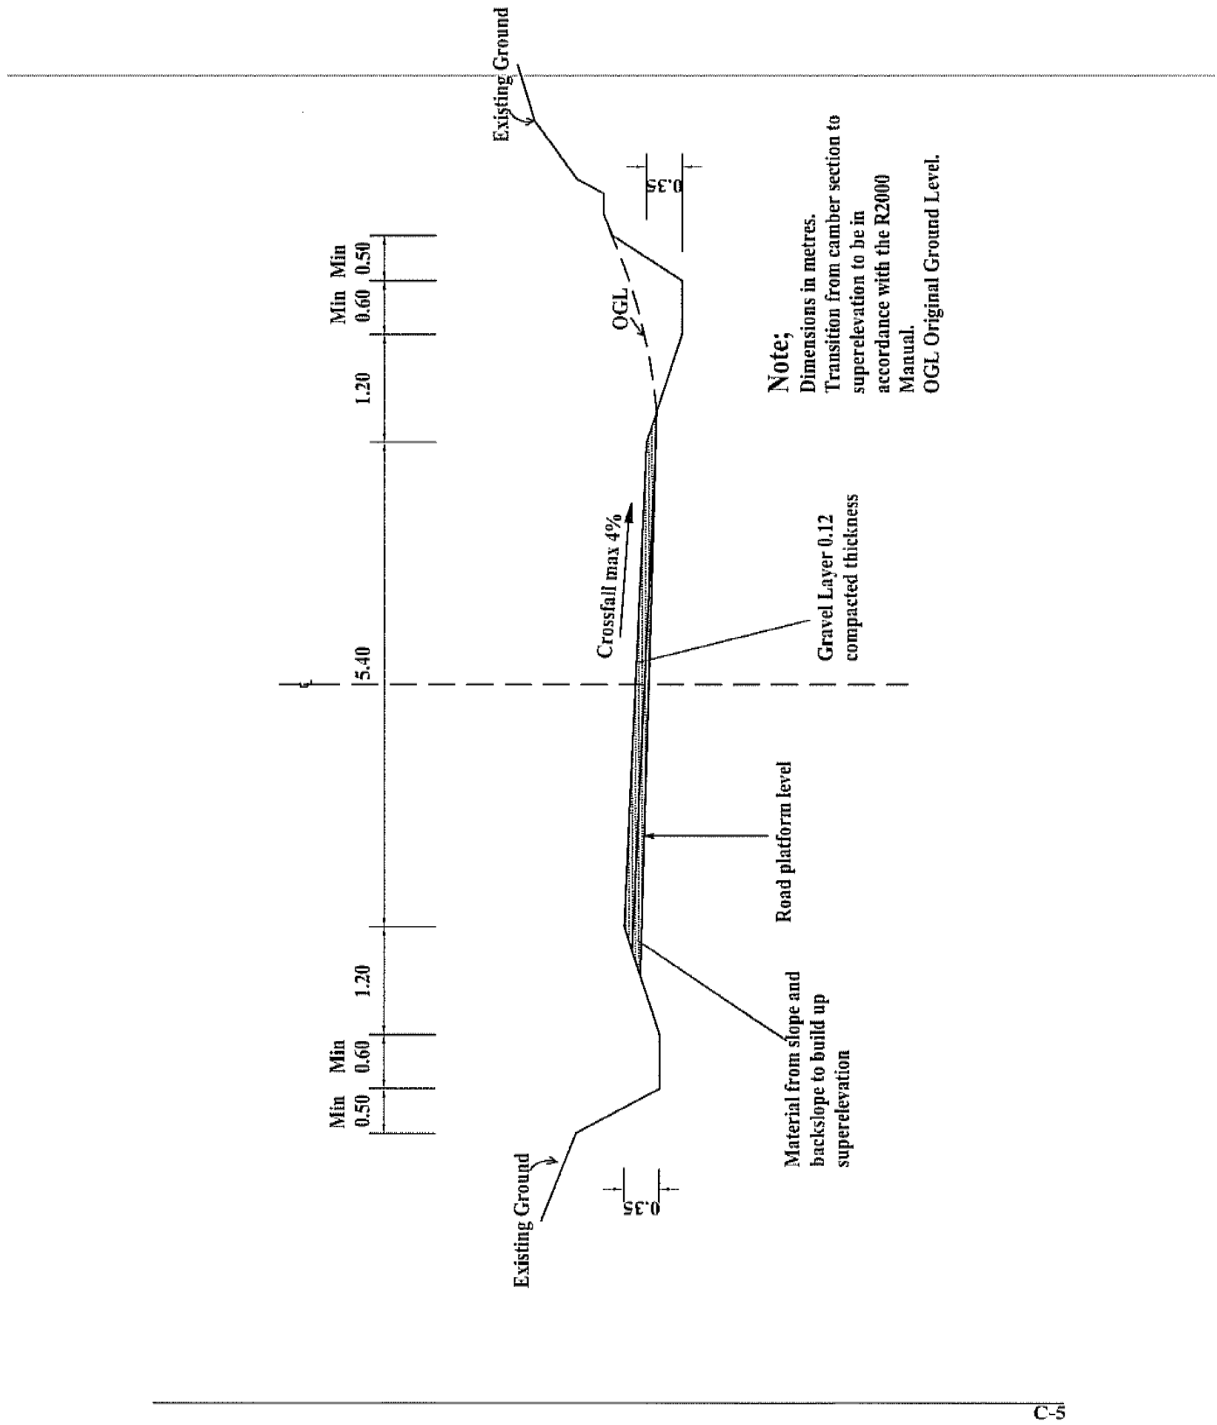 Existing Ground
Min
0.50
Min
0.60
1.20
5.40
1.20
Min
0.60
Min
0.50
Existing Ground
0.35
0.35
OGL
Crossfall max 4%
Material from slope and
backslope to build up
superelevation
Road platform level
Gravel Layer 0.12
compacted thickness
Note;
Dimensions in metres.
Transition from camber section to
superelevation to be in
accordance with the R2000
Manual.
OGL Original Ground Level.
C-5